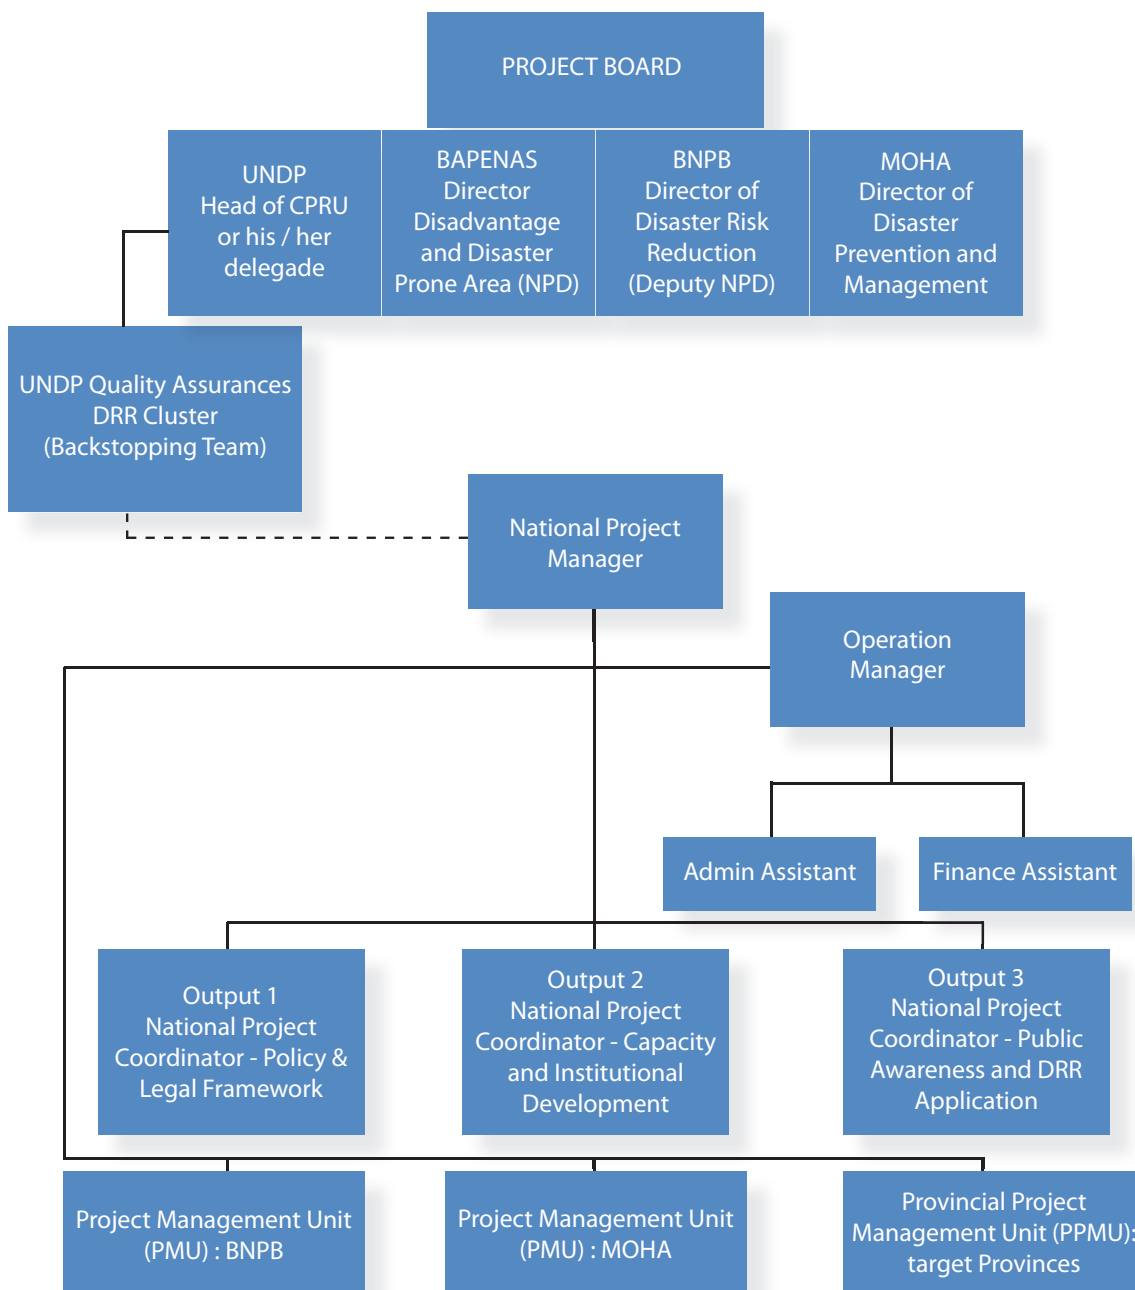 PROJECT BOARD
UNDP
Head of CPRU
or his / her
delegade
BAPENAS
Director
Disadvantage
and Disaster
Prone Area (NPD)
BNPB
Director of
Disaster Risk
Reduction
(Deputy NPD)
MOHA
Director of
Disaster
Prevention and
Management
UNDP Quality Assurances
DRR Cluster
(Backstopping Team)
National Project
Manager
Operation
Manager
Admin Assistant
Finance Assistant
Output 1
National Project
Coordinator - Policy &
Legal Framework
Output 2
National Project
Coordinator - Capacity
and Institutional
Development
Output 3
National Project
Coordinator - Public
Awareness and DRR
Application
Project Management Unit
(PMU) : BNPB
Project Management Unit
(PMU) : MOHA
Provincial Project
Management Unit (PPMU):
target Provinces